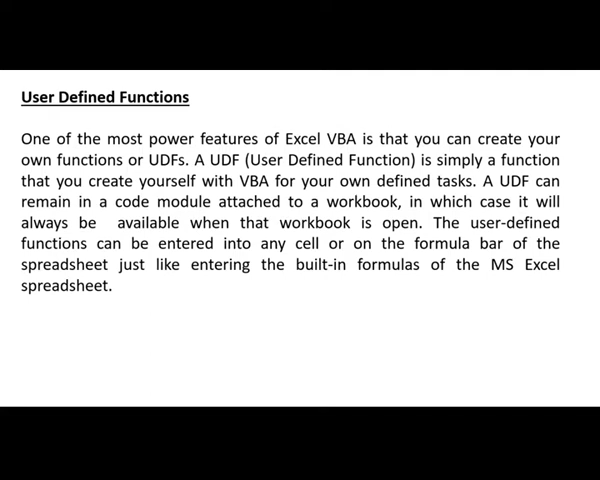 User Defined Functions
One of the most power features of Excel VBA is that you can create your
own functions or UDFs. A UDF (User Defined Function) is simply a function
that you create yourself with VBA for your own defined tasks. A UDF can
remain in a code module attached to a workbook, in which case it will
always be available when that workbook is open. The user-defined
functions can be entered into any cell or on the formula bar of the
spreadsheet just like entering the built-in formulas of the MS Excel
spreadsheet.